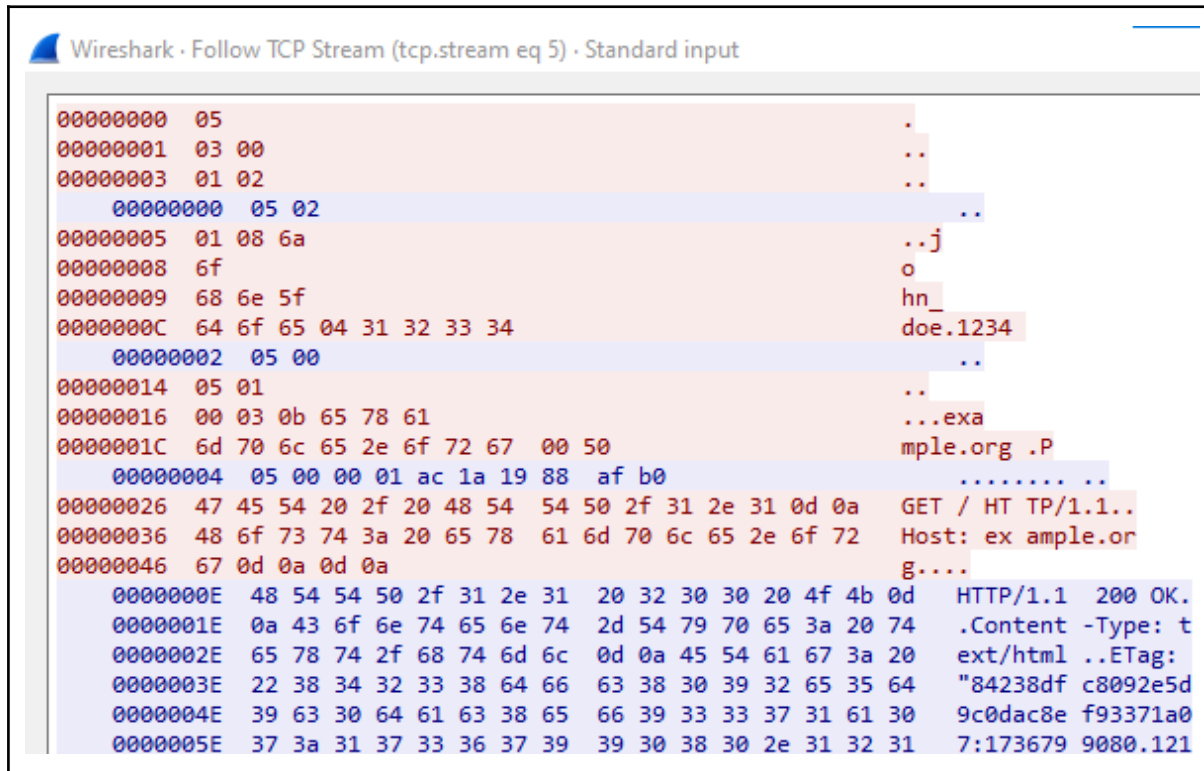 Wireshark · Follow TCP Stream (tcp.stream eq 5) · Standard input
00000000  05  .
00000001  03 00  ..
00000003  01 02  ..
00000000  05 02  ..
00000005  01 08 6a  ..j
00000008  6f  o
00000009  68 6e 5f  hn_
0000000C  64 6f 65 04 31 32 33 34  doe.1234
00000002  05 00  ..
00000014  05 01  ..
00000016  00 03 0b 65 78 61  ...exa
0000001C  6d 70 6c 65 2e 6f 72 67  00 50  mple.org .P
00000004  05 00 00 01 ac 1a 19 88  af b0  ........ ..
00000026  47 45 54 20 2f 20 48 54  54 50 2f 31 2e 31 0d 0a  GET / HT TP/1.1..
00000036  48 6f 73 74 3a 20 65 78  61 6d 70 6c 65 2e 6f 72  Host: ex ample.or
00000046  67 0d 0a 0d 0a  g....
0000000E  48 54 54 50 2f 31 2e 31  20 32 30 30 20 4f 4b 0d  HTTP/1.1  200 OK.
0000001E  0a 43 6f 6e 74 65 6e 74  2d 54 79 70 65 3a 20 74  .Content -Type: t
0000002E  65 78 74 2f 68 74 6d 6c  0d 0a 45 54 61 67 3a 20  ext/html ..ETag:
0000003E  22 38 34 32 33 38 64 66  63 38 30 39 32 65 35 64  "84238df c8092e5d
0000004E  39 63 30 64 61 63 38 65  66 39 33 33 37 31 61 30  9c0dac8e f93371a0
0000005E  37 3a 31 37 33 36 37 39  39 30 38 30 2e 31 32 31  7:173679 9080.121